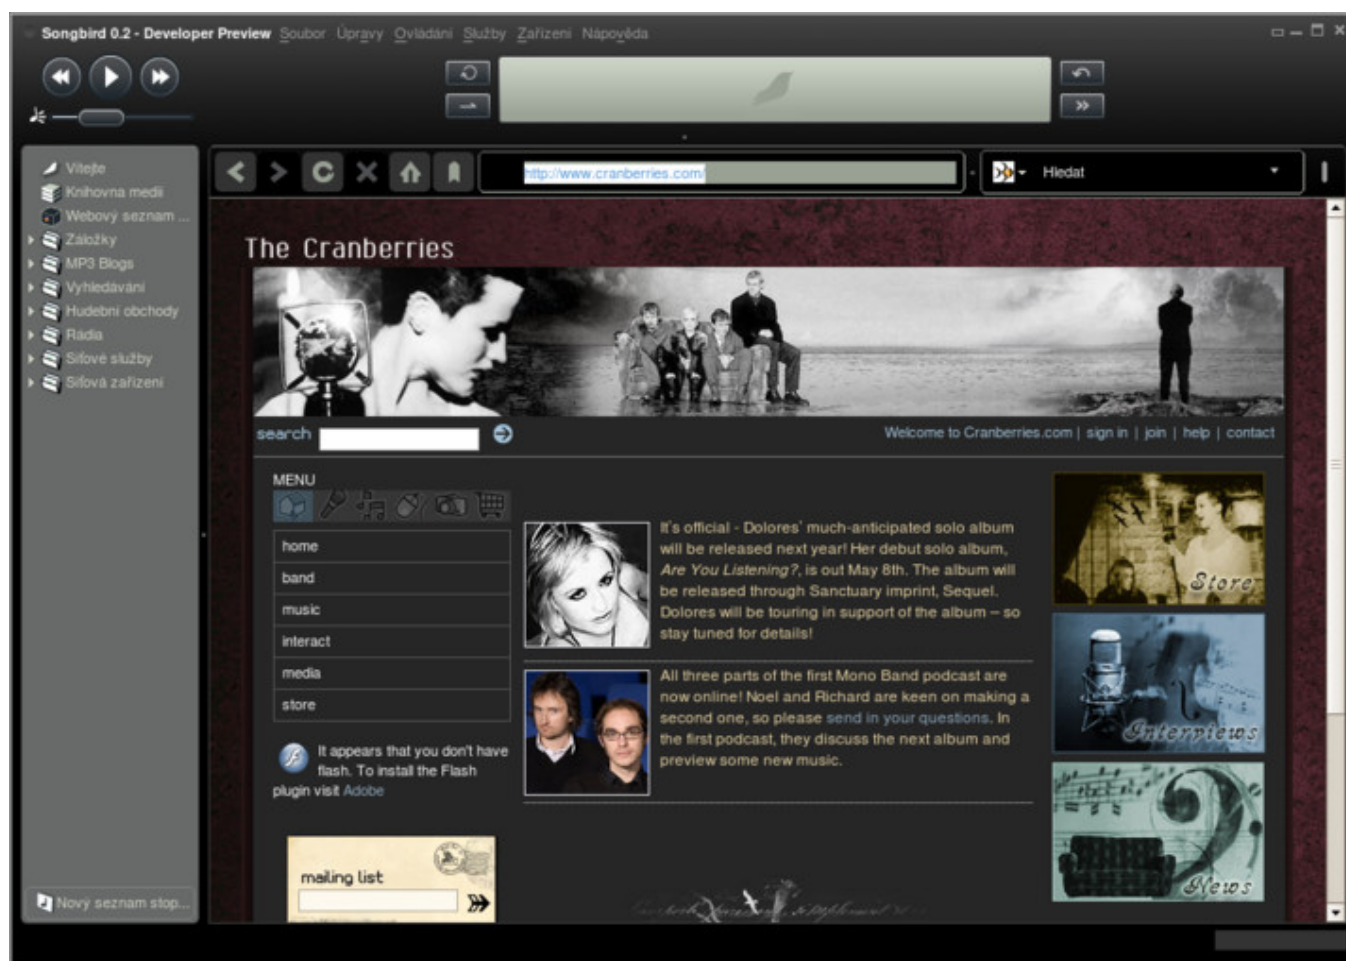 Songbird 0.2 - Developer Preview Soubor Úpravy Ovládání Služby Zařízení Nápověda
http://www.cranberries.com/
Hledat
Vítejte
Knihovna medií
Webový seznam ...
Záložky
MP3 Blogs
Vyhledávání
Hudební obchody
Rádia
Síťové služby
Síťová zařízení
Nový seznam stop...
The Cranberries
search
Welcome to Cranberries.com | sign in | join | help | contact
MENU
home
band
music
interact
media
store
It appears that you don't have
flash. To install the Flash
plugin visit Adobe
mailing list
It's official - Dolores' much-anticipated solo album
will be released next year! Her debut solo album,
Are You Listening?, is out May 8th. The album will
be released through Sanctuary imprint, Sequel.
Dolores will be touring in support of the album – so
stay tuned for details!
All three parts of the first Mono Band podcast are
now online! Noel and Richard are keen on making a
second one, so please send in your questions. In
the first podcast, they discuss the next album and
preview some new music.
Store
Interviews
News